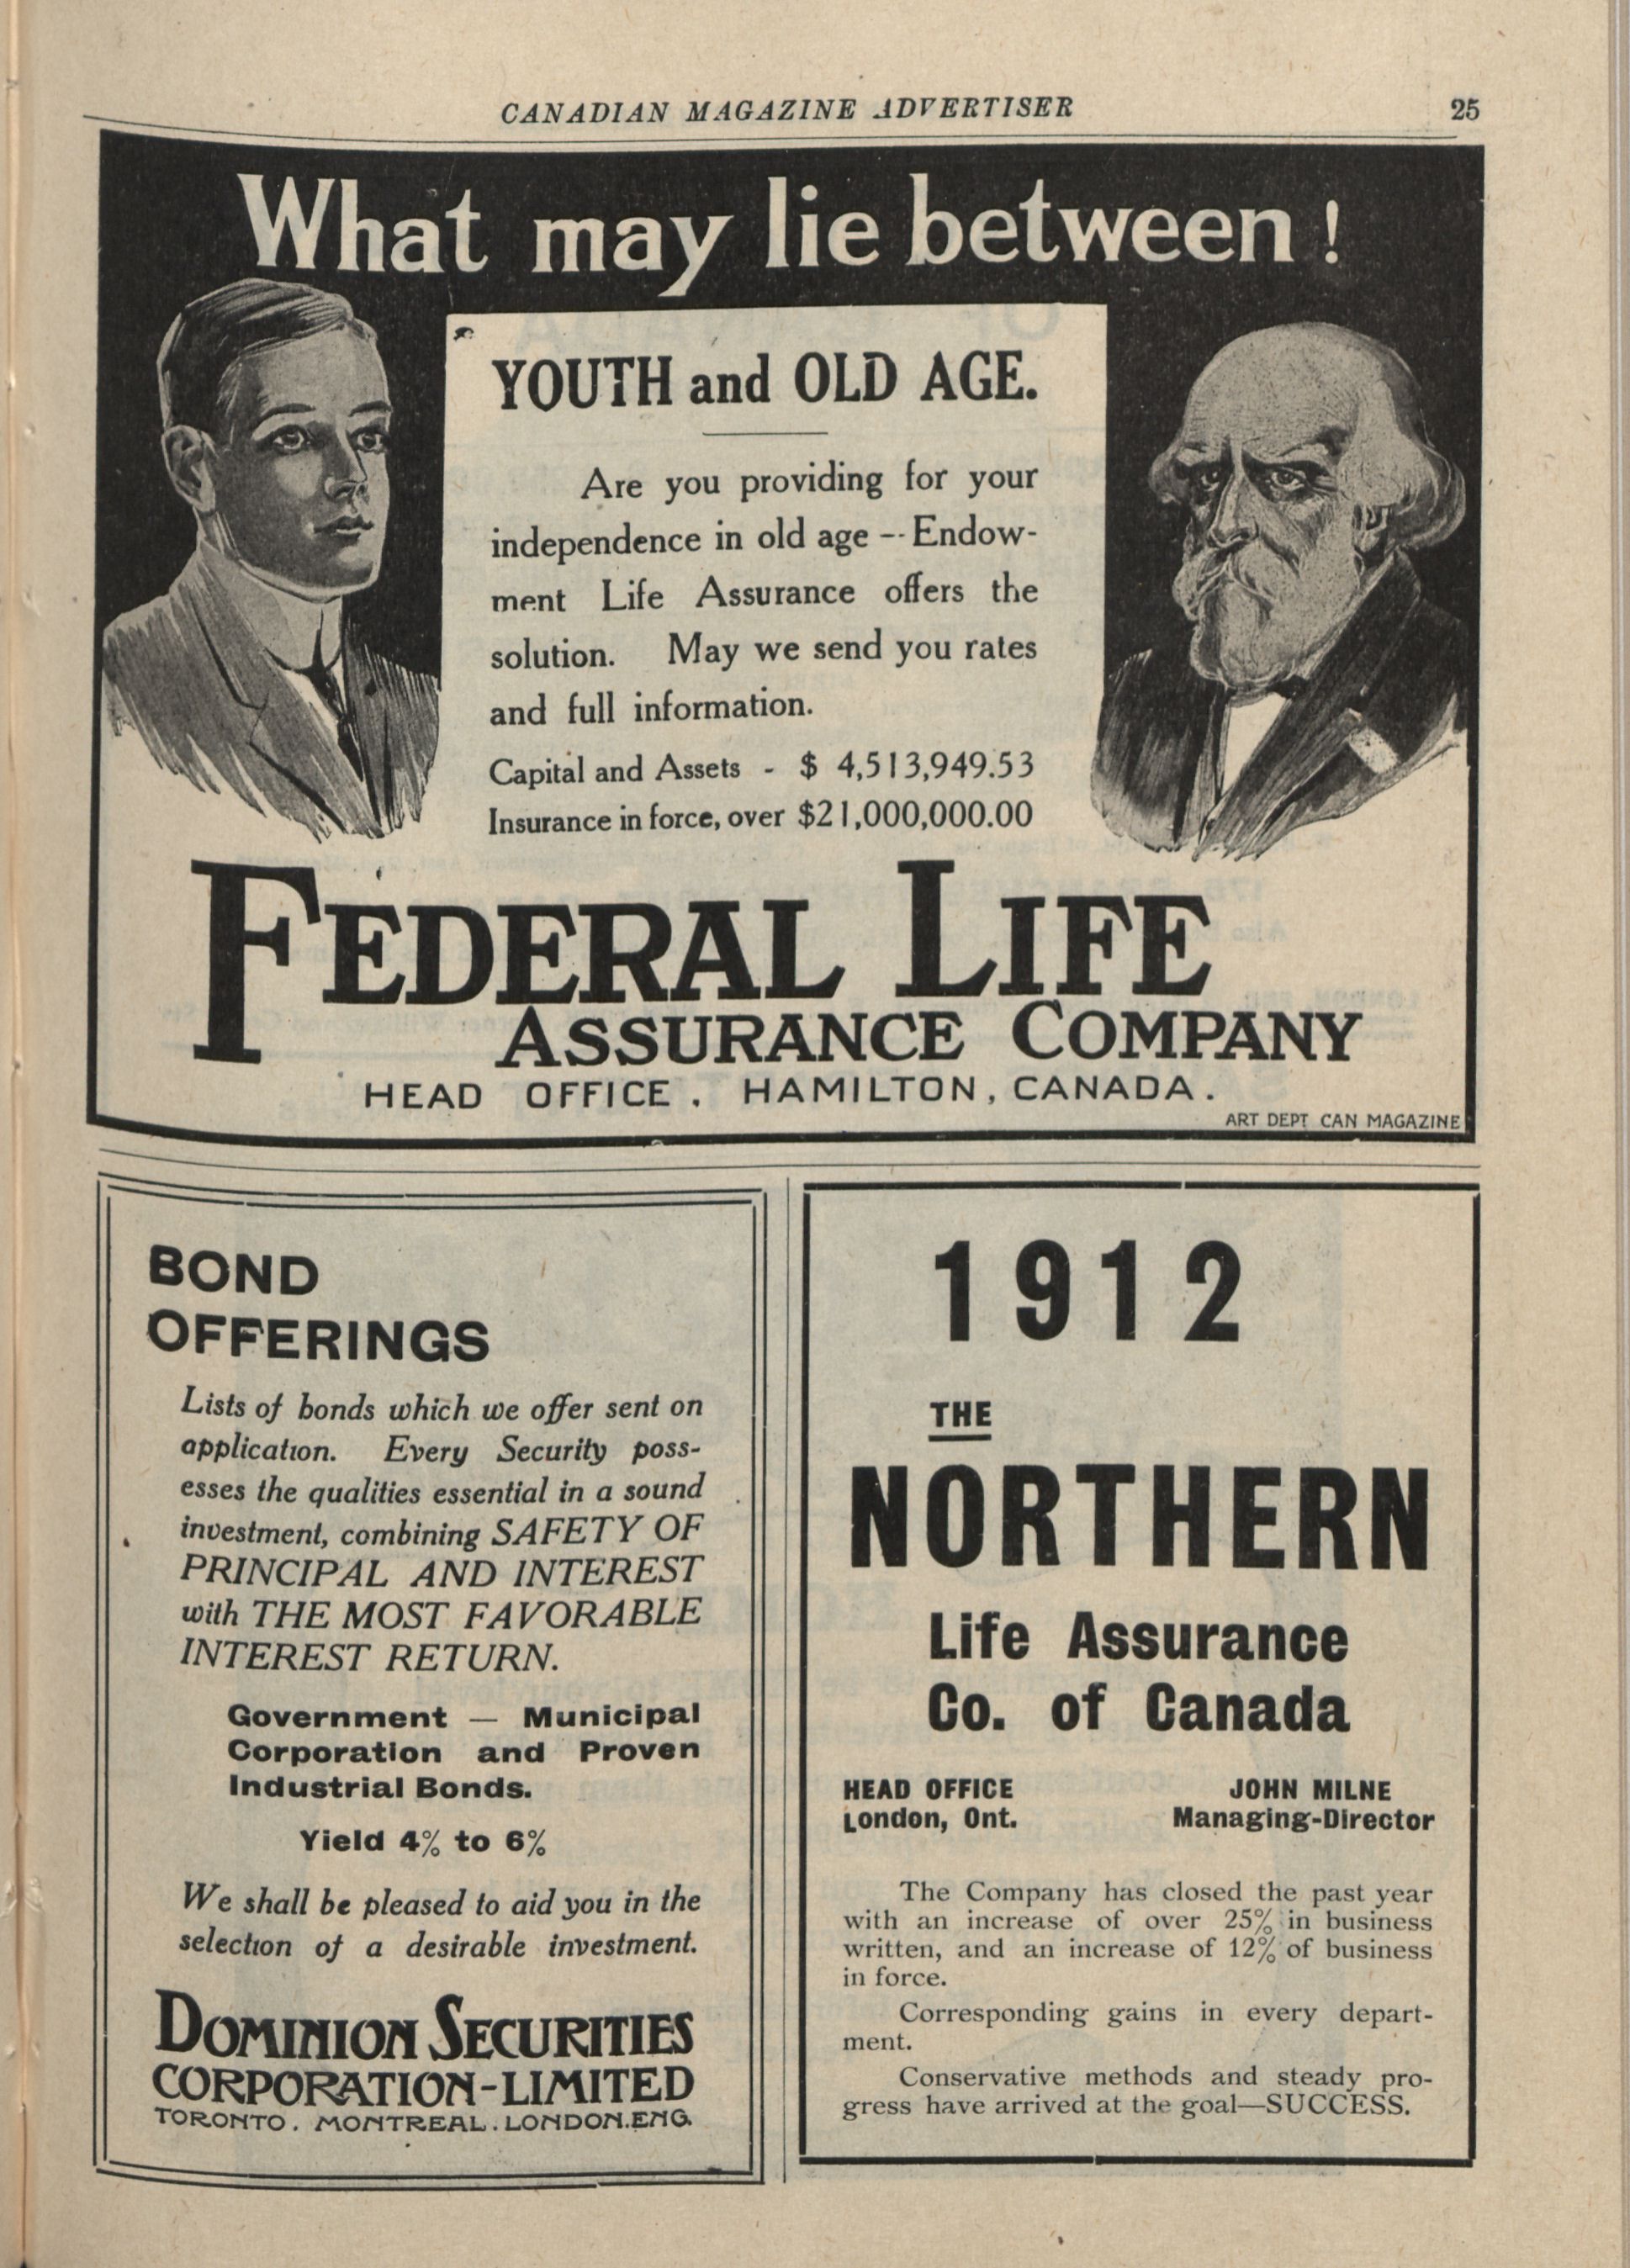 CANADIAN MAGAZINE ADVERTISER
25
What may lie between!
YOUTH and OLD AGE.
Are you providing for your
independence in old age -- Endow-
ment Life Assurance offers the
solution. May we send you rates
and full information.
Capital and Assets - $ 4,513,949.53
Insurance in force, over $21,000,000.00
FEDERAL LIFE
ASSURANCE COMPANY
HEAD OFFICE. HAMILTON, CANADA.
ART DEPT CAN MAGAZINE
BOND
OFFERINGS
Lists of bonds which we offer sent on
application. Every Security poss-
esses the qualities essential in a sound
investment, combining SAFETY OF
PRINCIPAL AND INTEREST
with THE MOST FAVORABLE
INTEREST RETURN.
Government — Municipal
Corporation and Proven
Industrial Bonds.
Yield 4% to 6%
We shall be pleased to aid you in the
selection of a desirable investment.
DOMINION SECURITIES
CORPORATION-LIMITED
TORONTO. MONTREAL. LONDON.ENG.
1912
THE
NORTHERN
Life Assurance
Co. of Canada
HEAD OFFICE JOHN MILNE
London, Ont. Managing-Director
The Company has closed the past year
with an increase of over 25% in business
written, and an increase of 12% of business
in force.
Corresponding gains in every depart-
ment.
Conservative methods and steady pro-
gress have arrived at the goal—SUCCESS.